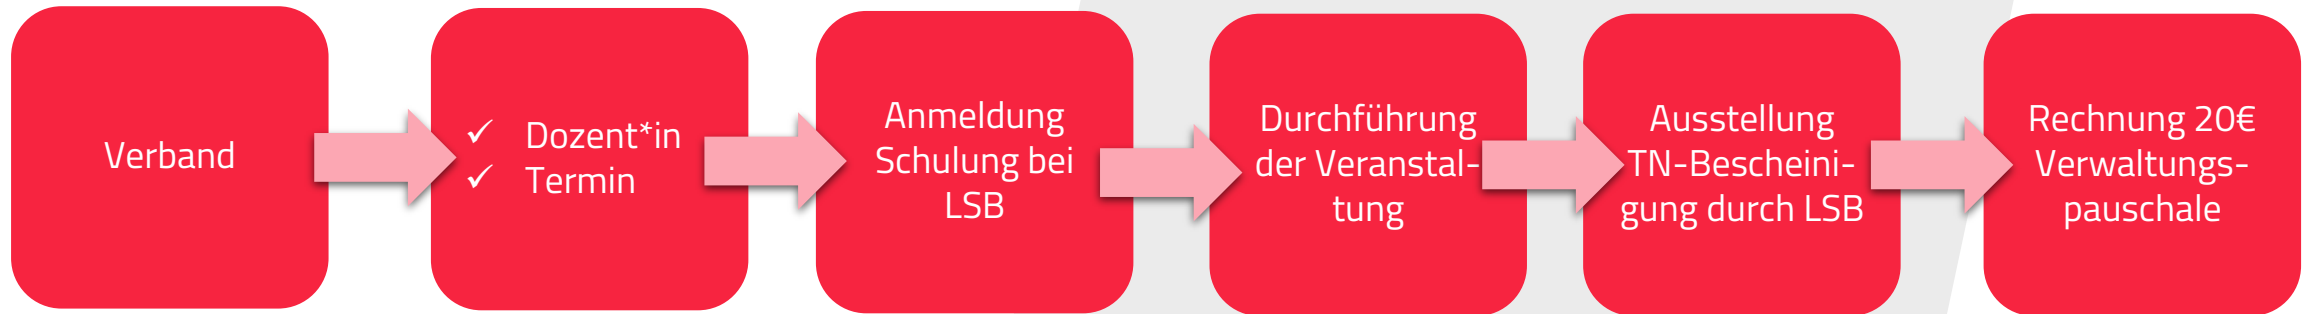 Verband
✓ Dozent*in
✓ Termin
Anmeldung
Schulung bei
LSB
Durchführung
der Veranstal-
tung
Ausstellung
TN-Bescheini-
gung durch LSB
Rechnung 20€
Verwaltungs-
pauschale